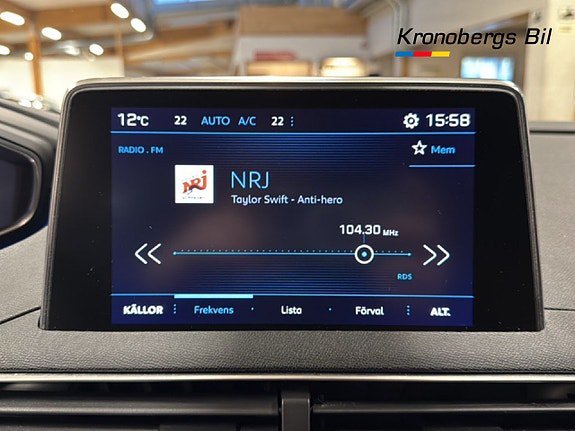 Kronobergs Bil
12°C 22 AUTO A/C 22 15:58
RADIO . FM Mem
NRJ
NRJ
Taylor Swift - Anti-hero
104.30 MHz
RDS
KÄLLOR Frekvens Lista Förval ALT.